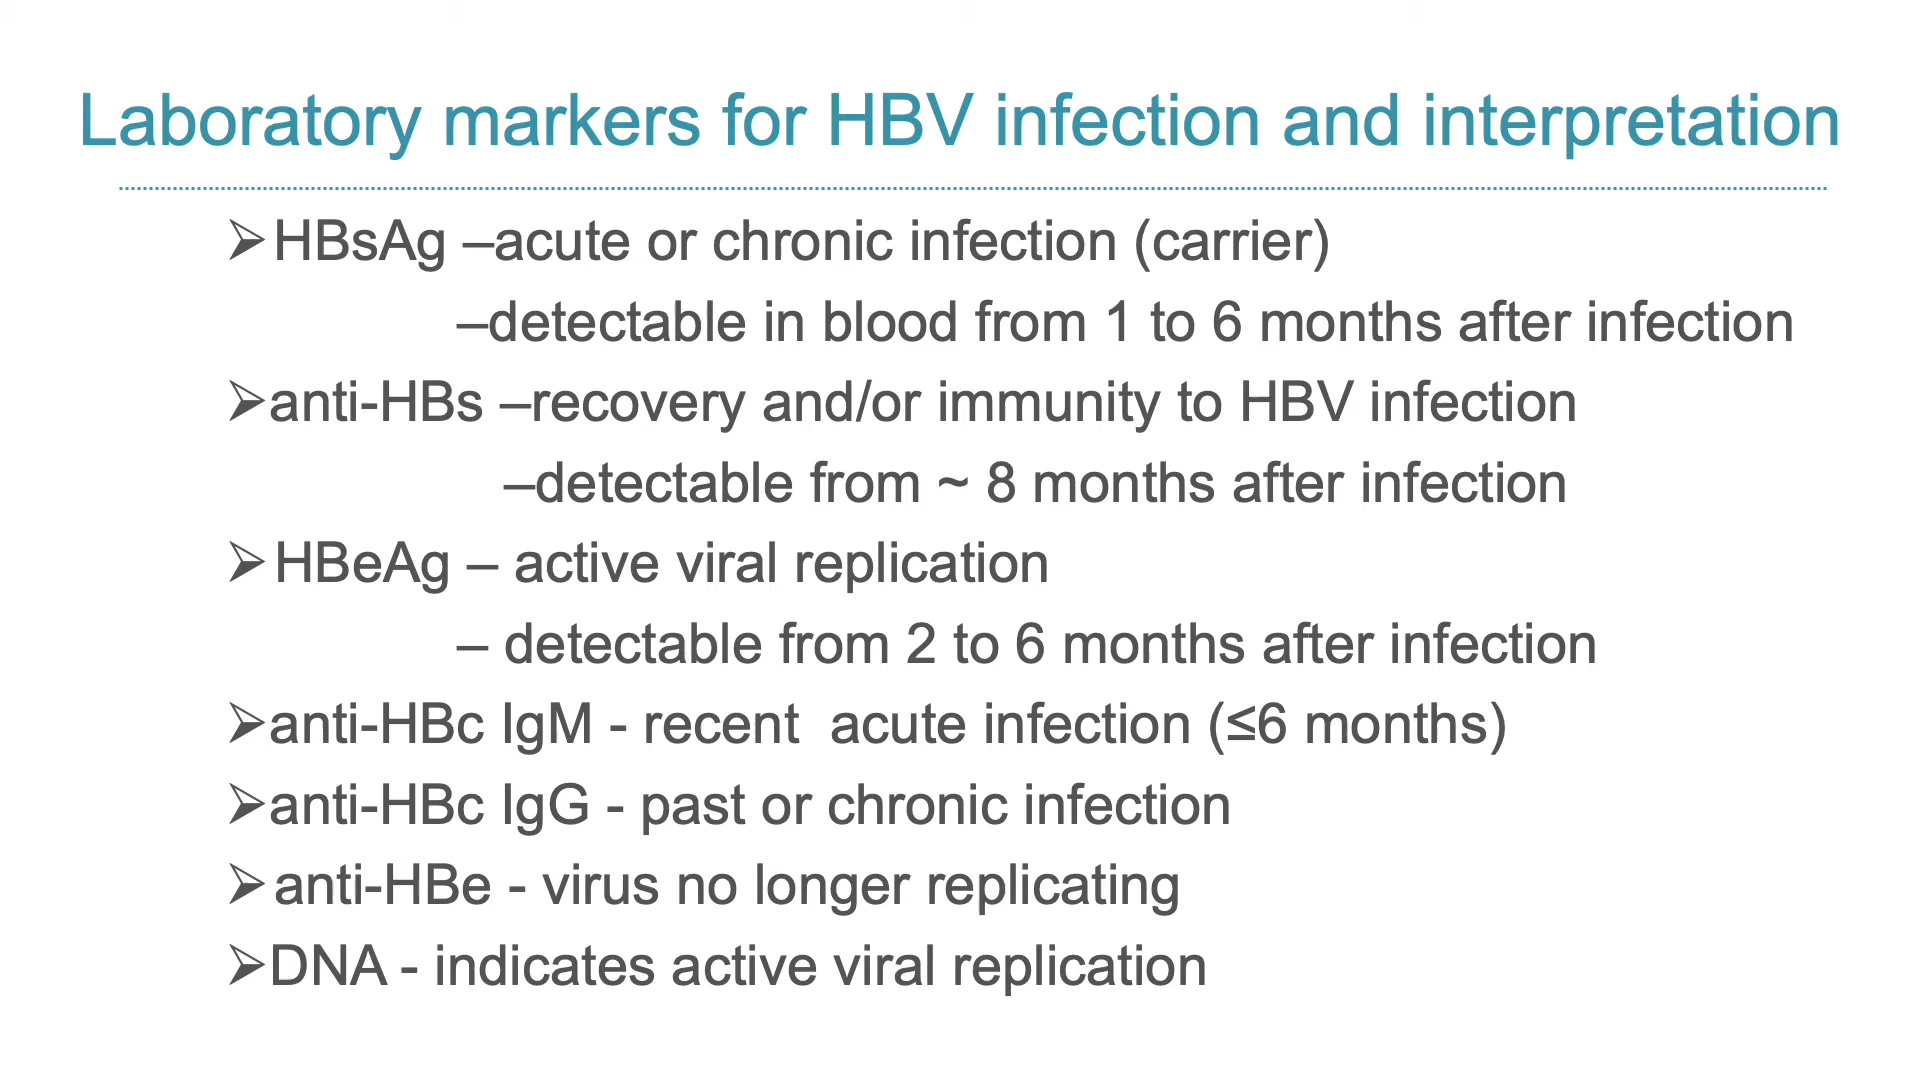 Laboratory markers for HBV infection and interpretation
➢HBsAg –acute or chronic infection (carrier)
–detectable in blood from 1 to 6 months after infection
➢anti-HBs –recovery and/or immunity to HBV infection
–detectable from ~ 8 months after infection
➢HBeAg – active viral replication
– detectable from 2 to 6 months after infection
➢anti-HBc IgM - recent  acute infection (≤6 months)
➢anti-HBc IgG - past or chronic infection
➢anti-HBe - virus no longer replicating
➢DNA - indicates active viral replication